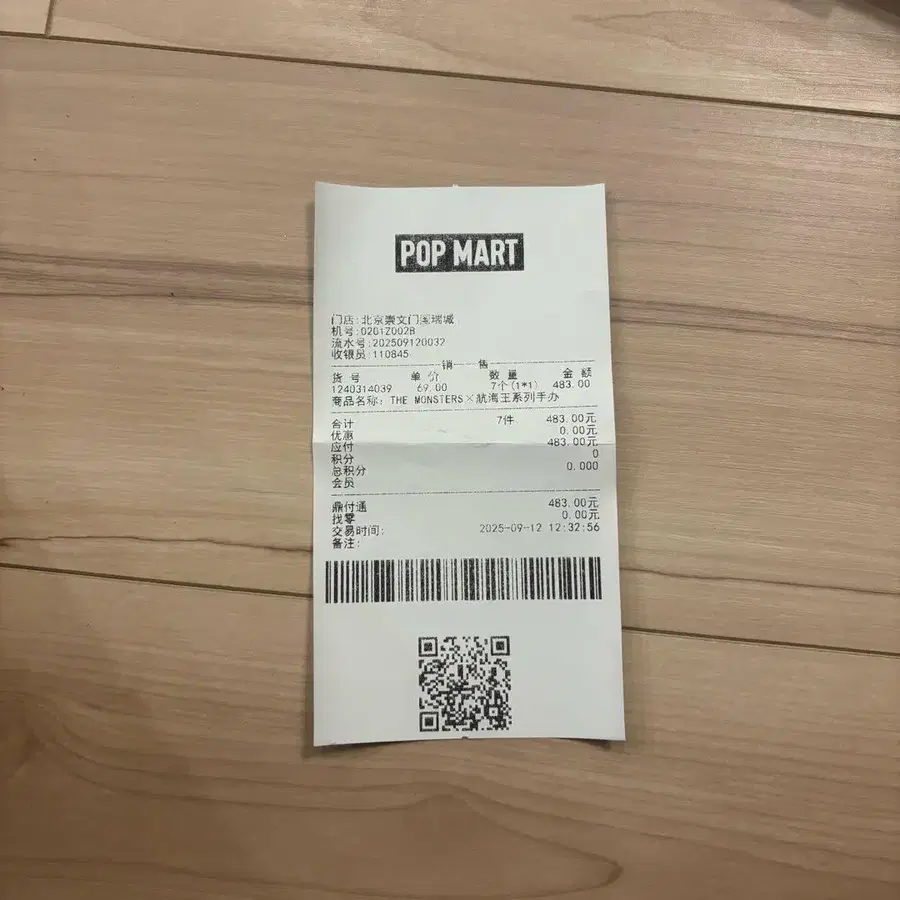 POP MART
门店:北京崇文门国瑞城
机号:0201Z002B
流水号:202509120032
收银员:110845
销 售
货号 单价 数量 金额
1240314039 69.00 7个(1*1) 483.00
商品名称: THE MONSTERS×航海王系列手办
合计 7件 483.00元
优惠 0.00元
应付 483.00元
积分 0
总积分 0.000
会员
鼎付通 483.00元
找零 0.00元
交易时间: 2025-09-12 12:32:56
备注: